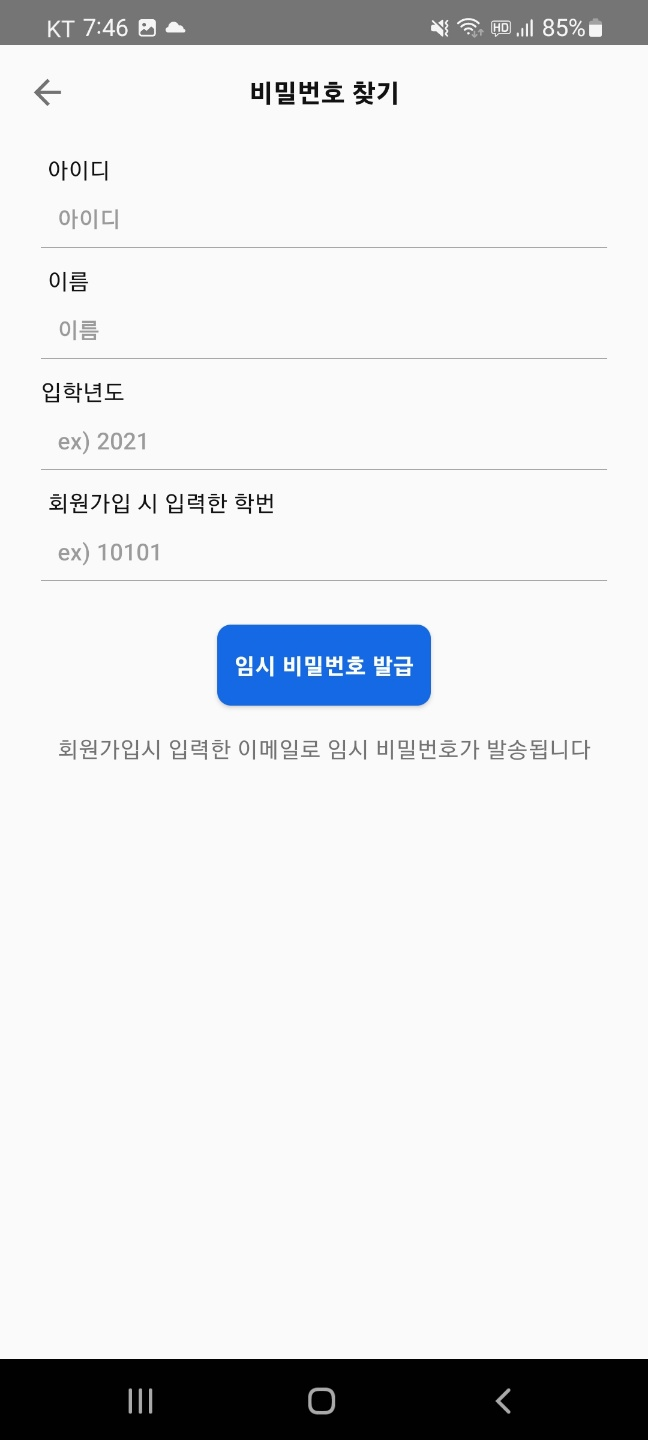 KT 7:46 HD 85%
비밀번호 찾기
아이디
아이디
이름
이름
입학년도
ex) 2021
회원가입 시 입력한 학번
ex) 10101
임시 비밀번호 발급
회원가입시 입력한 이메일로 임시 비밀번호가 발송됩니다